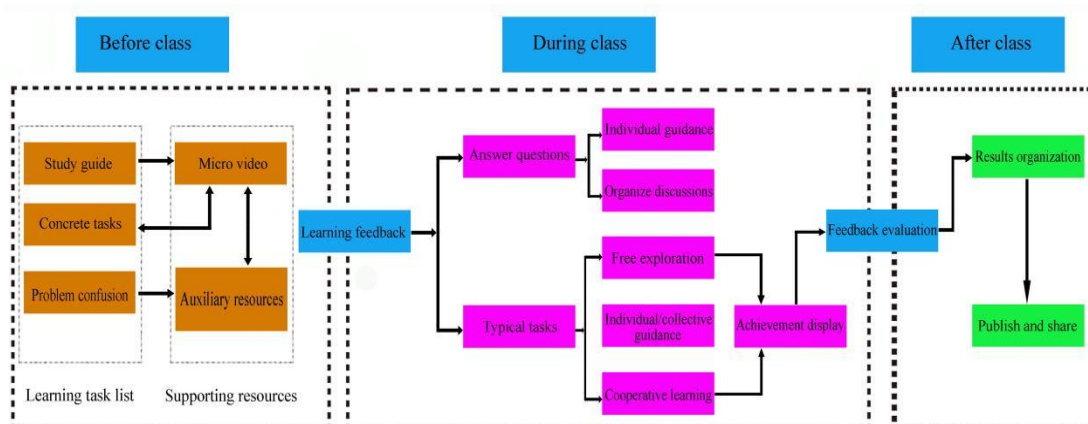 Before class
During class
After class
Study guide
Micro video
Concrete tasks
Problem confusion
Auxiliary resources
Learning task list
Supporting resources
Learning feedback
Answer questions
Individual guidance
Organize discussions
Typical tasks
Free exploration
Individual/collective
guidance
Cooperative learning
Achievement display
Feedback evaluation
Results organization
Publish and share